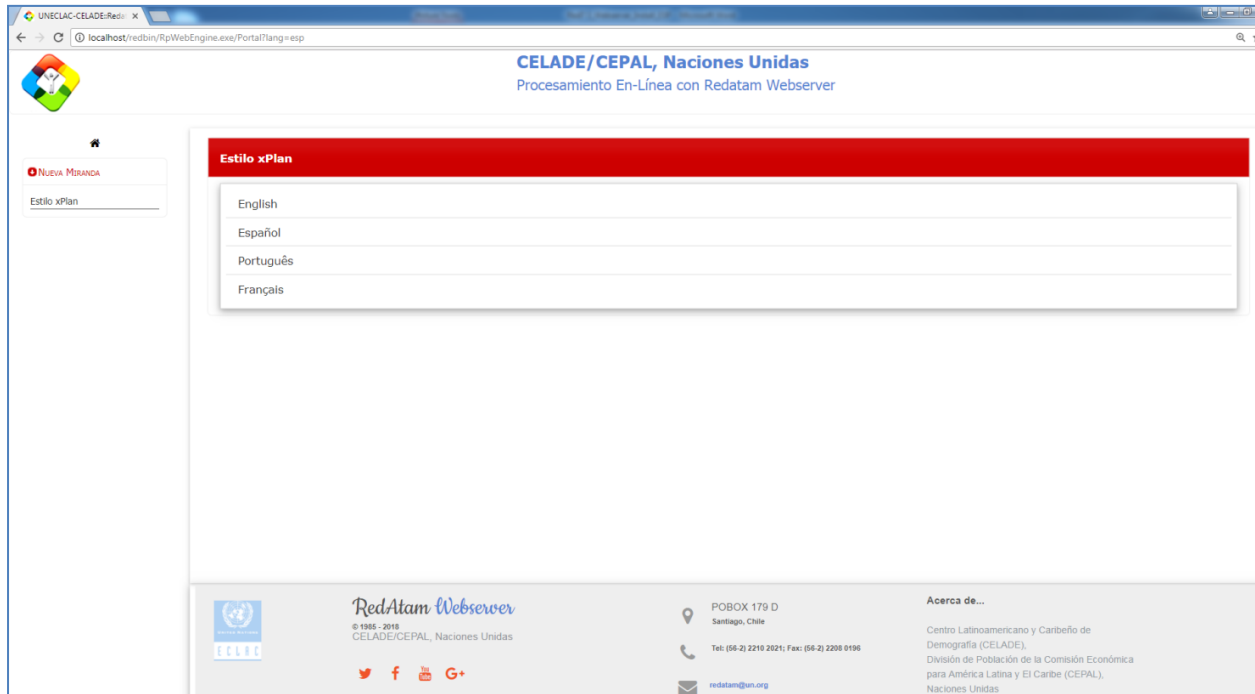 UNECLAC-CELADE::Reda
localhost/redbin/RpWebEngine.exe/Portal?lang=esp
CELADE/CEPAL, Naciones Unidas
Procesamiento En-Línea con Redatam Webserver
Nueva Miranda
Estilo xPlan
Estilo xPlan
English
Español
Português
Français
ECLAC
RedAtam Webserver
© 1985 - 2018
CELADE/CEPAL, Naciones Unidas
You Tube
G+
POBOX 179 D
Santiago, Chile
Tel: (56-2) 2210 2021; Fax: (56-2) 2208 0196
redatam@un.org
Acerca de...
Centro Latinoamericano y Caribeño de
Demografía (CELADE),
División de Población de la Comisión Económica
para América Latina y El Caribe (CEPAL),
Naciones Unidas